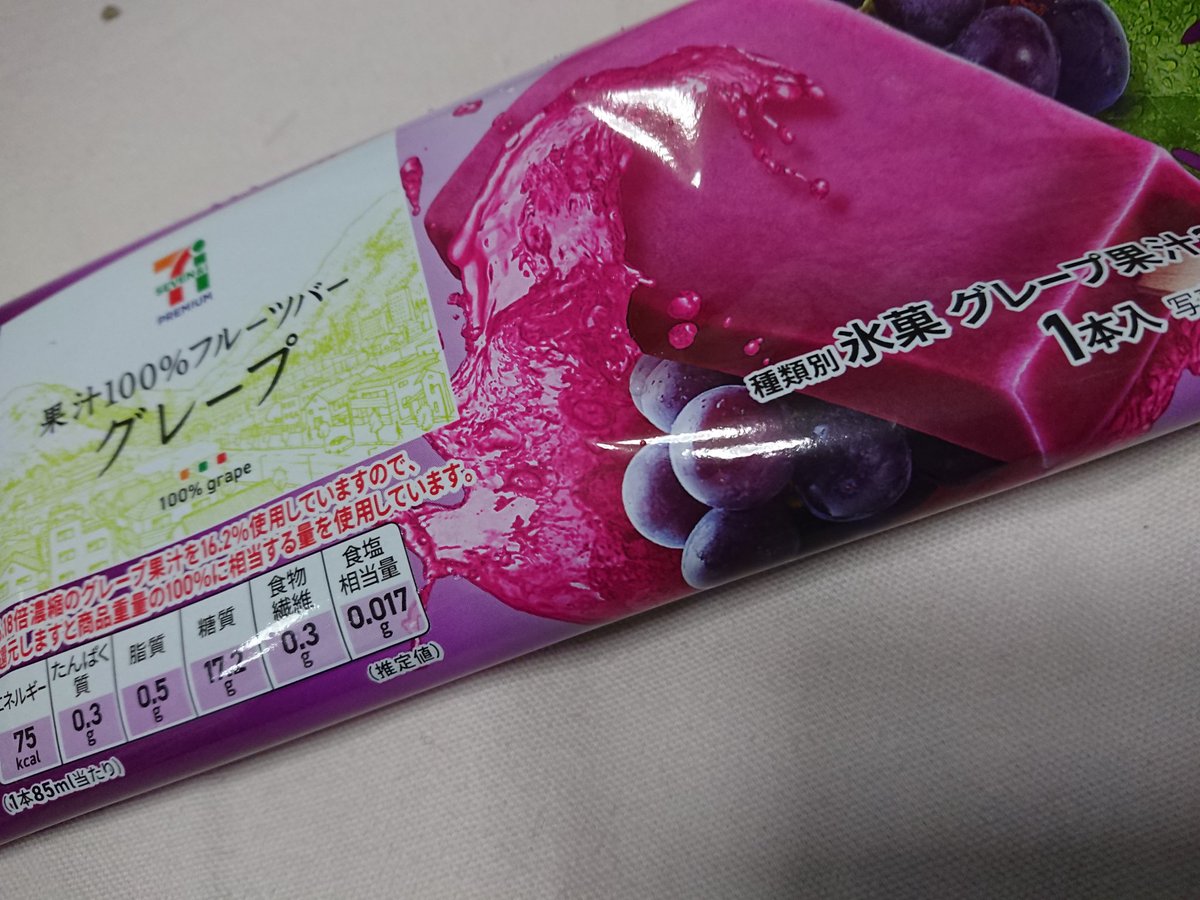 SEVEN&i
PREMIUM
果汁100%フルーツバー
グレープ
100% grape
18倍濃縮のグレープ果汁を16.2%使用していますので、
還元しますと商品重量の100%に相当する量を使用しています。
エネルギー
75
kcal
たんぱく
質
0.3
g
脂質
0.5
g
糖質
17.2
g
食物
繊維
0.3
g
食塩
相当量
0.017
g
(1本85ml当たり)
(推定値)
種類別 氷菓 グレープ果汁
1本入 写